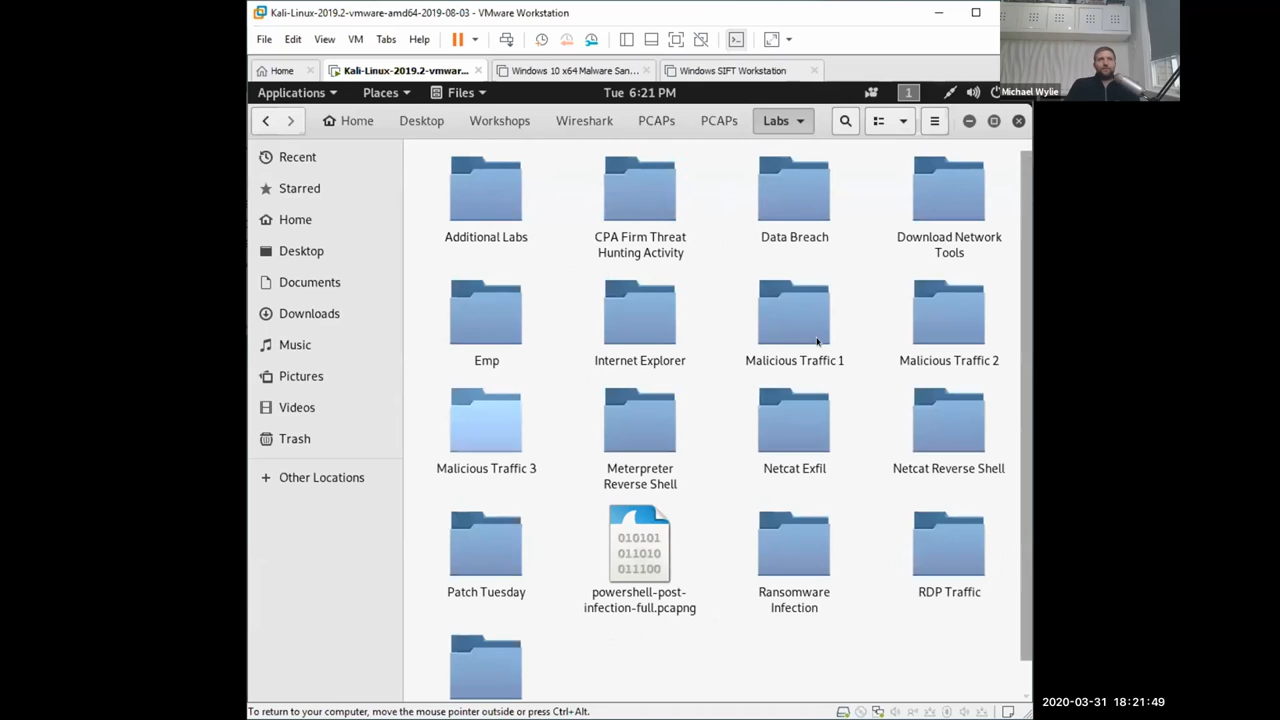 Kali-Linux-2019.2-vmware-amd64-2019-08-03 - VMware Workstation
File Edit View VM Tabs Help
Home Kali-Linux-2019.2-vmwar... Windows 10 x64 Malware San... Windows SIFT Workstation
Applications Places Files Tue 6:21 PM 1
Michael Wylie
Home Desktop Workshops Wireshark PCAPs PCAPs Labs
Recent
Starred
Home
Desktop
Documents
Downloads
Music
Pictures
Videos
Trash
+ Other Locations
Additional Labs
CPA Firm Threat
Hunting Activity
Data Breach
Download Network
Tools
Emp
Internet Explorer
Malicious Traffic 1
Malicious Traffic 2
Malicious Traffic 3
Meterpreter
Reverse Shell
Netcat Exfil
Netcat Reverse Shell
Patch Tuesday
010101
011010
011100
powershell-post-
infection-full.pcapng
Ransomware
Infection
RDP Traffic
To return to your computer, move the mouse pointer outside or press Ctrl+Alt.
2020-03-31 18:21:49